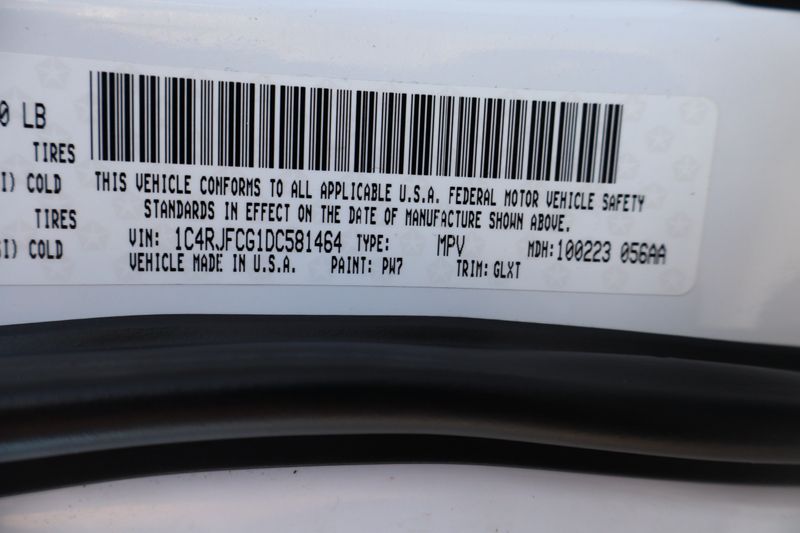 0 LB
TIRES
I) COLD
THIS VEHICLE CONFORMS TO ALL APPLICABLE U.S.A. FEDERAL MOTOR VEHICLE SAFETY
TIRES
STANDARDS IN EFFECT ON THE DATE OF MANUFACTURE SHOWN ABOVE.
SI) COLD
VIN: 1C4RJFCG1DC581464 TYPE: MPV MDH:100223 056AA
VEHICLE MADE IN U.S.A. PAINT: PW7 TRIM: GLXT